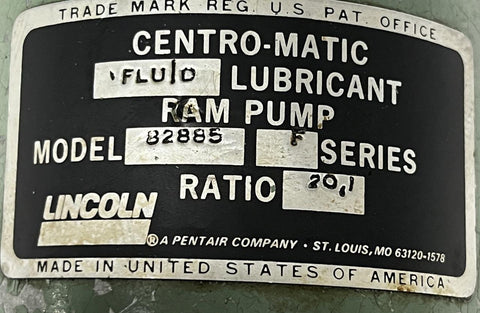 TRADE MARK REG. U.S. PAT. OFFICE
CENTRO-MATIC
FLUID LUBRICANT
RAM PUMP
MODEL 82885 F SERIES
RATIO 20:1
LINCOLN
® A PENTAIR COMPANY · ST. LOUIS, MO 63120-1578
MADE IN UNITED STATES OF AMERICA